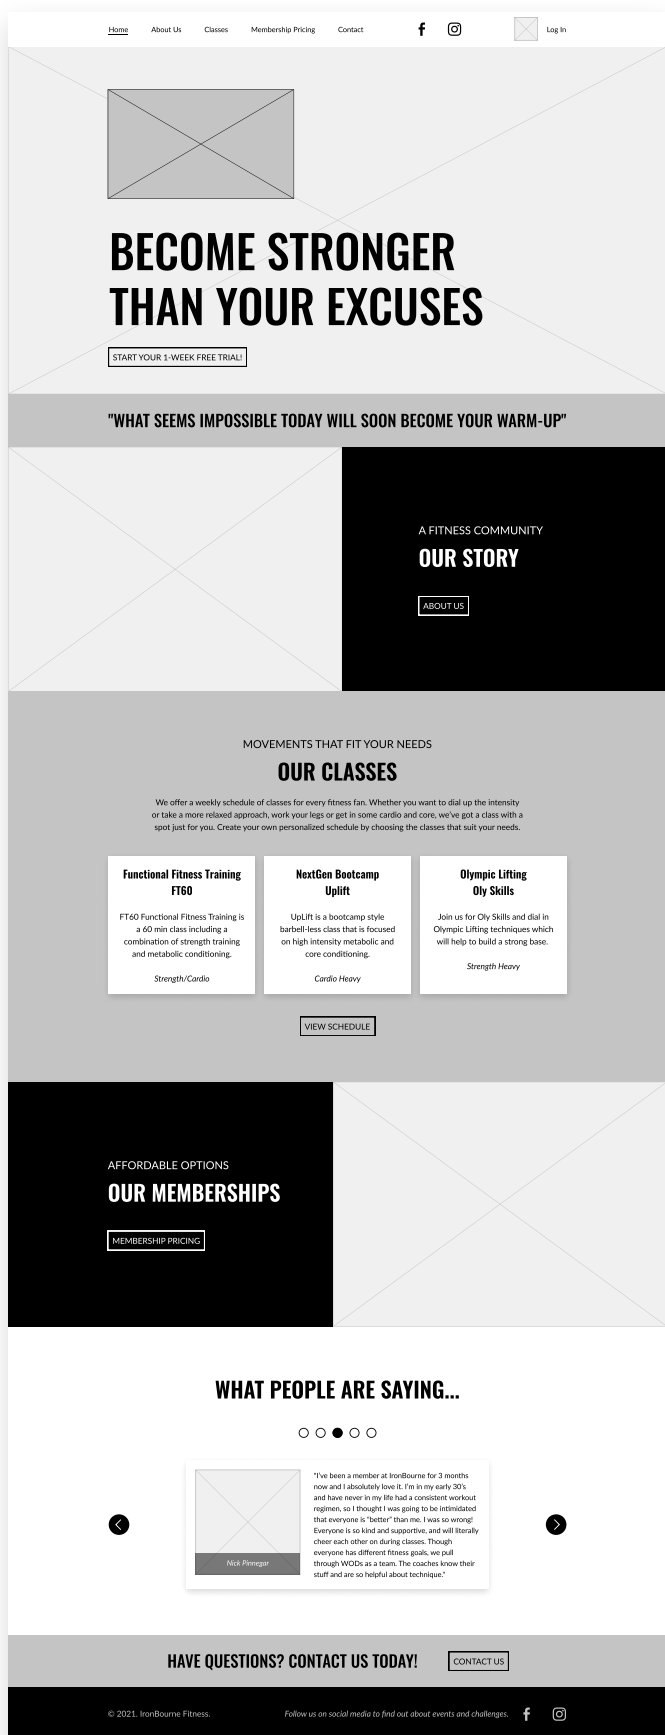 Home About Us Classes Membership Pricing Contact Log In
BECOME STRONGER
THAN YOUR EXCUSES
START YOUR 1-WEEK FREE TRIAL!
"WHAT SEEMS IMPOSSIBLE TODAY WILL SOON BECOME YOUR WARM-UP"
A FITNESS COMMUNITY
OUR STORY
ABOUT US
MOVEMENTS THAT FIT YOUR NEEDS
OUR CLASSES
We offer a weekly schedule of classes for every fitness fan. Whether you want to dial up the intensity
or take a more relaxed approach, work your legs or get in some cardio and core, we've got a class with a
spot just for you. Create your own personalized schedule by choosing the classes that suit your needs.
Functional Fitness Training
FT60
FT60 Functional Fitness Training is
a 60 min class including a
combination of strength training
and metabolic conditioning.
Strength/Cardio
NextGen Bootcamp
Uplift
UpLift is a bootcamp style
barbell-less class that is focused
on high intensity metabolic and
core conditioning.
Cardio Heavy
Olympic Lifting
Oly Skills
Join us for Oly Skills and dial in
Olympic Lifting techniques which
will help to build a strong base.
Strength Heavy
VIEW SCHEDULE
AFFORDABLE OPTIONS
OUR MEMBERSHIPS
MEMBERSHIP PRICING
WHAT PEOPLE ARE SAYING...
Nick Pinnegar
"I've been a member at IronBourne for 3 months
now and I absolutely love it. I'm in my early 30's
and have never in my life had a consistent workout
regimen, so I thought I was going to be intimidated
that everyone is "better" than me. I was so wrong!
Everyone is so kind and supportive, and will literally
cheer each other on during classes. Though
everyone has different fitness goals, we pull
through WODs as a team. The coaches know their
stuff and are so helpful about technique."
HAVE QUESTIONS? CONTACT US TODAY!
CONTACT US
© 2021. IronBourne Fitness.
Follow us on social media to find out about events and challenges.